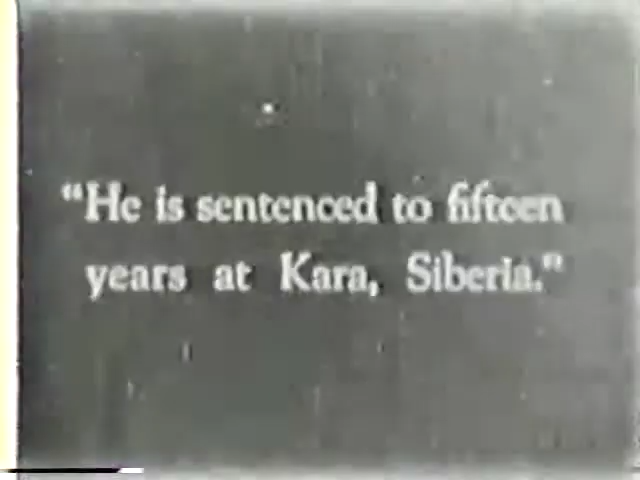 "He is sentenced to fifteen
years at Kara, Siberia."